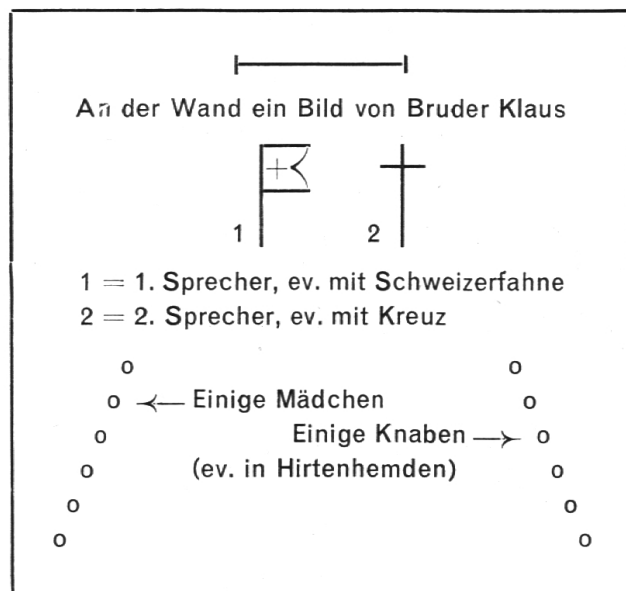 An der Wand ein Bild von Bruder Klaus
1 2
1 = 1. Sprecher, ev. mit Schweizerfahne
2 = 2. Sprecher, ev. mit Kreuz
Einige Mädchen
Einige Knaben
(ev. in Hirtenhemden)